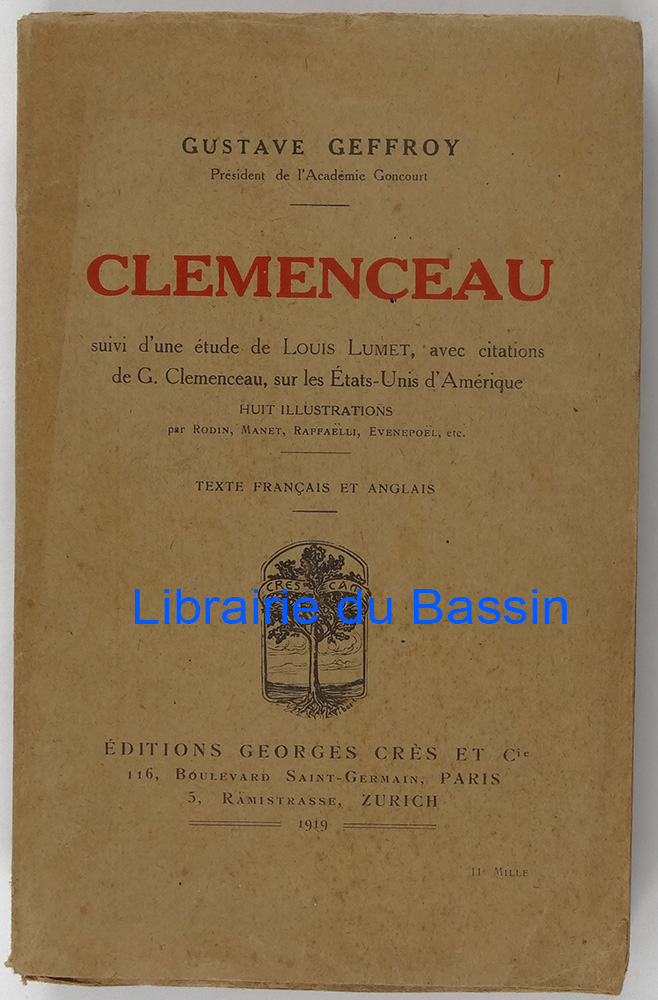 GUSTAVE GEFFROY
Président de l'Académie Goncourt
CLEMENCEAU
suivi d'une étude de LOUIS LUMET, avec citations
de G. Clemenceau, sur les États-Unis d'Amérique
HUIT ILLUSTRATIONS
par RODIN, MANET, RAFFAËLLI, EVENEPOËL, etc.
TEXTE FRANÇAIS ET ANGLAIS
CRES
Librairie du Bassin
ÉDITIONS GEORGES CRÈS ET Cie
116, BOULEVARD SAINT-GERMAIN, PARIS
5, RÄMISTRASSE, ZURICH
1919
11e MILLE